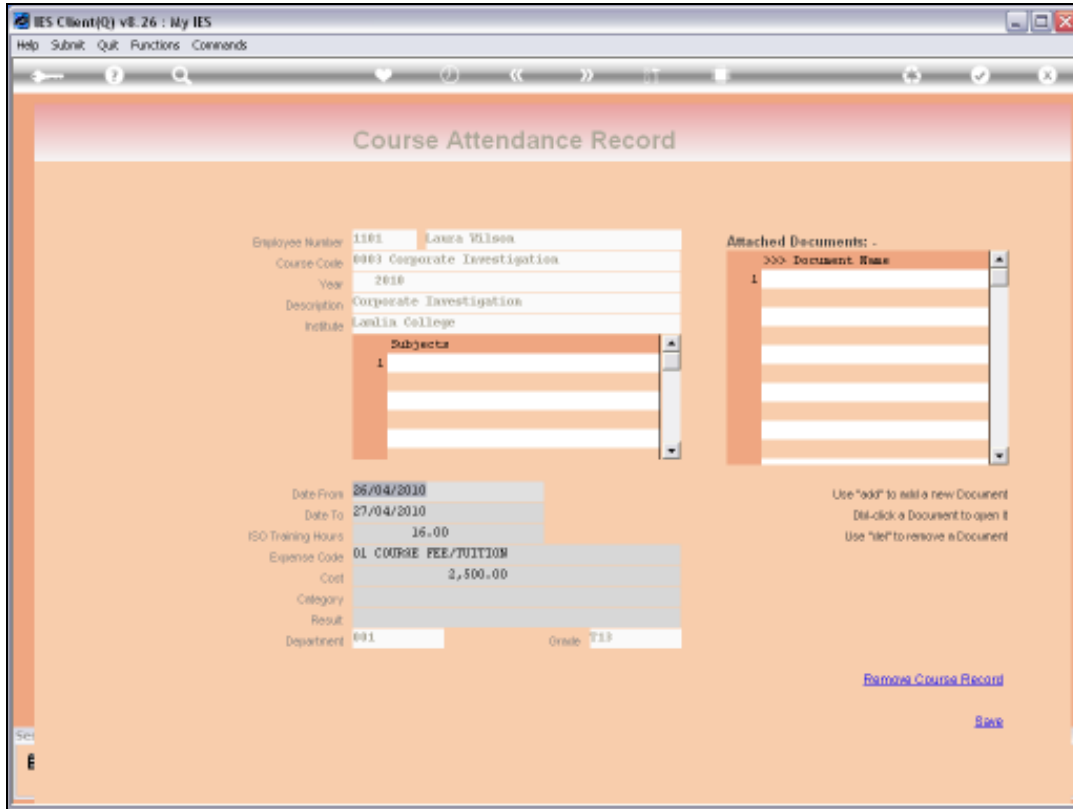 IES Client(Q) v8.26 : My IES
Help Submit Quit Functions Commands
Course Attendance Record
Employee Number 1101 Laura Wilson
Course Code 0003 Corporate Investigation
Year 2010
Description Corporate Investigation
Institute Lamlin College
Subjects
1
Attached Documents: -
>>> Document Name
1
Date From 26/04/2010
Date To 27/04/2010
ISO Training Hours 16.00
Expense Code 01 COURSE FEE/TUITION
Cost 2,500.00
Category
Result
Department 001 Grade T13
Use "add" to add a new Document
Dbl-click a Document to open it
Use "del" to remove a Document
Remove Course Record
Save